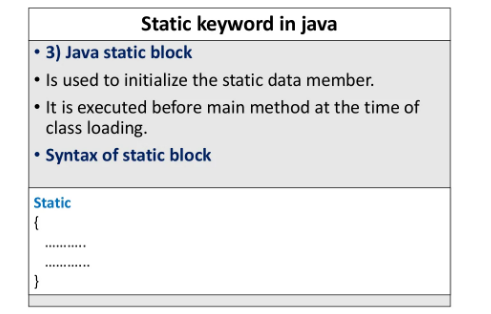 Static keyword in java
• 3) Java static block
• Is used to initialize the static data member.
• It is executed before main method at the time of
class loading.
• Syntax of static block
Static
{
...........
............
}